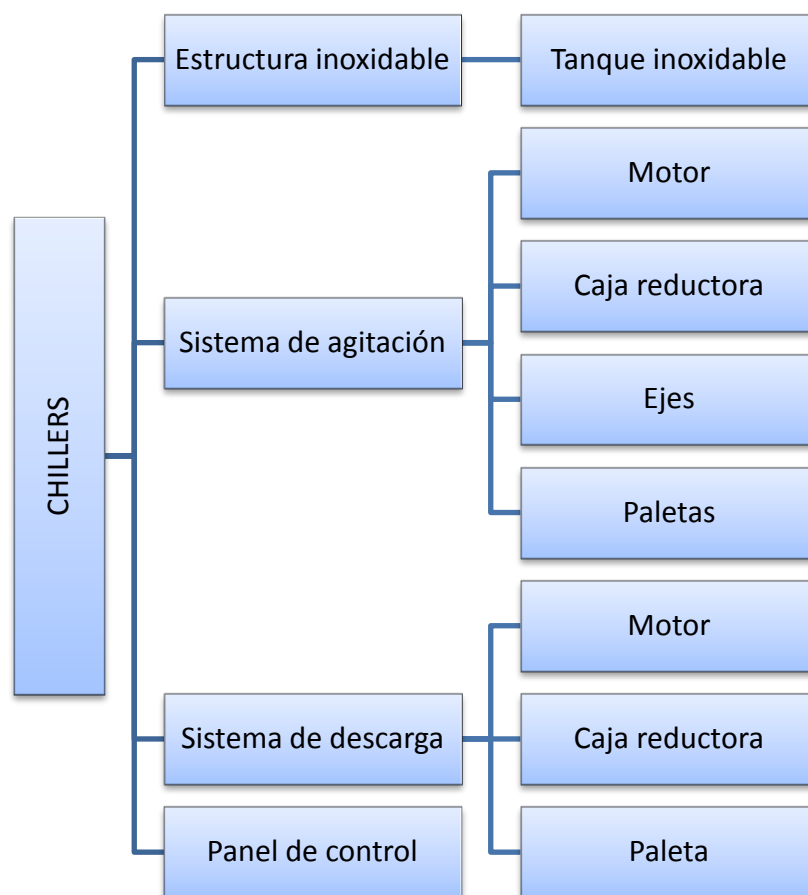 CHILLERS
Estructura inoxidable
Tanque inoxidable
Sistema de agitación
Motor
Caja reductora
Ejes
Paletas
Sistema de descarga
Motor
Caja reductora
Paleta
Panel de control